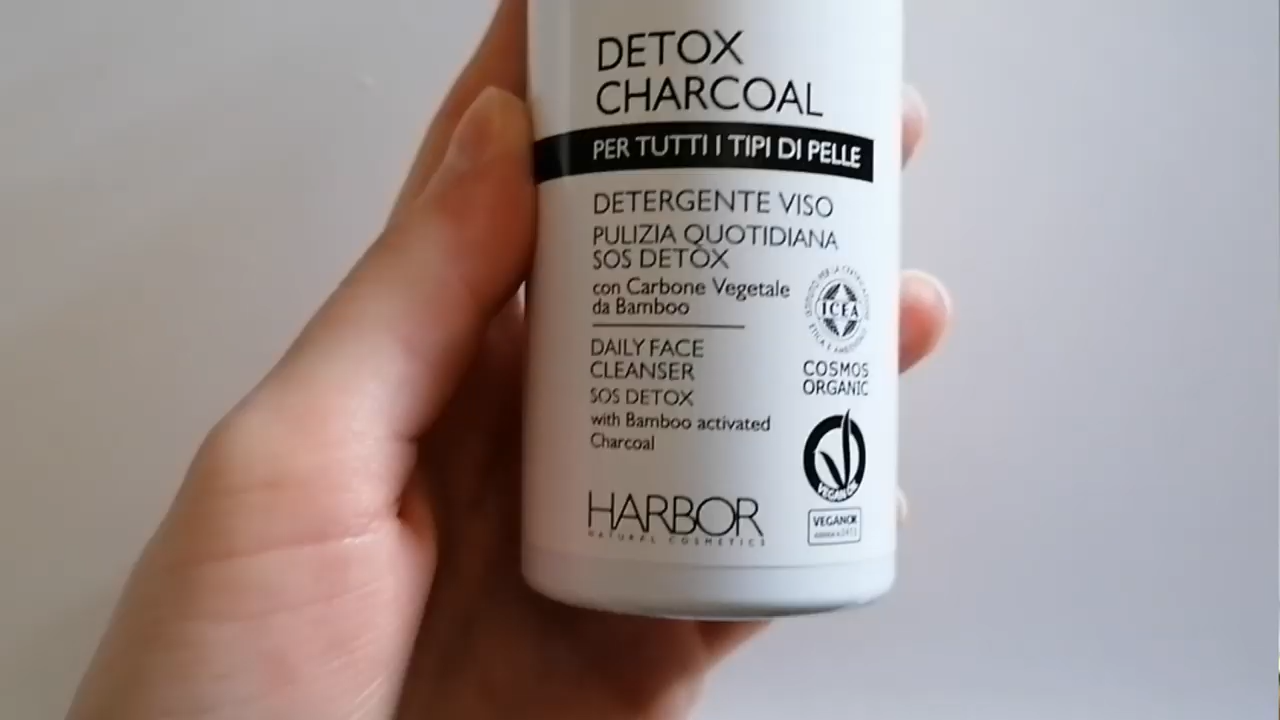 DETOX
CHARCOAL
PER TUTTI I TIPI DI PELLE
DETERGENTE VISO
PULIZIA QUOTIDIANA
SOS DETOX
con Carbone Vegetale
da Bamboo
DAILY FACE
CLEANSER
SOS DETOX
with Bamboo activated
Charcoal
HARBOR
NATURAL COSMETICS
ICEA
COSMOS
ORGANIC
VEGANOK
VEGANOK